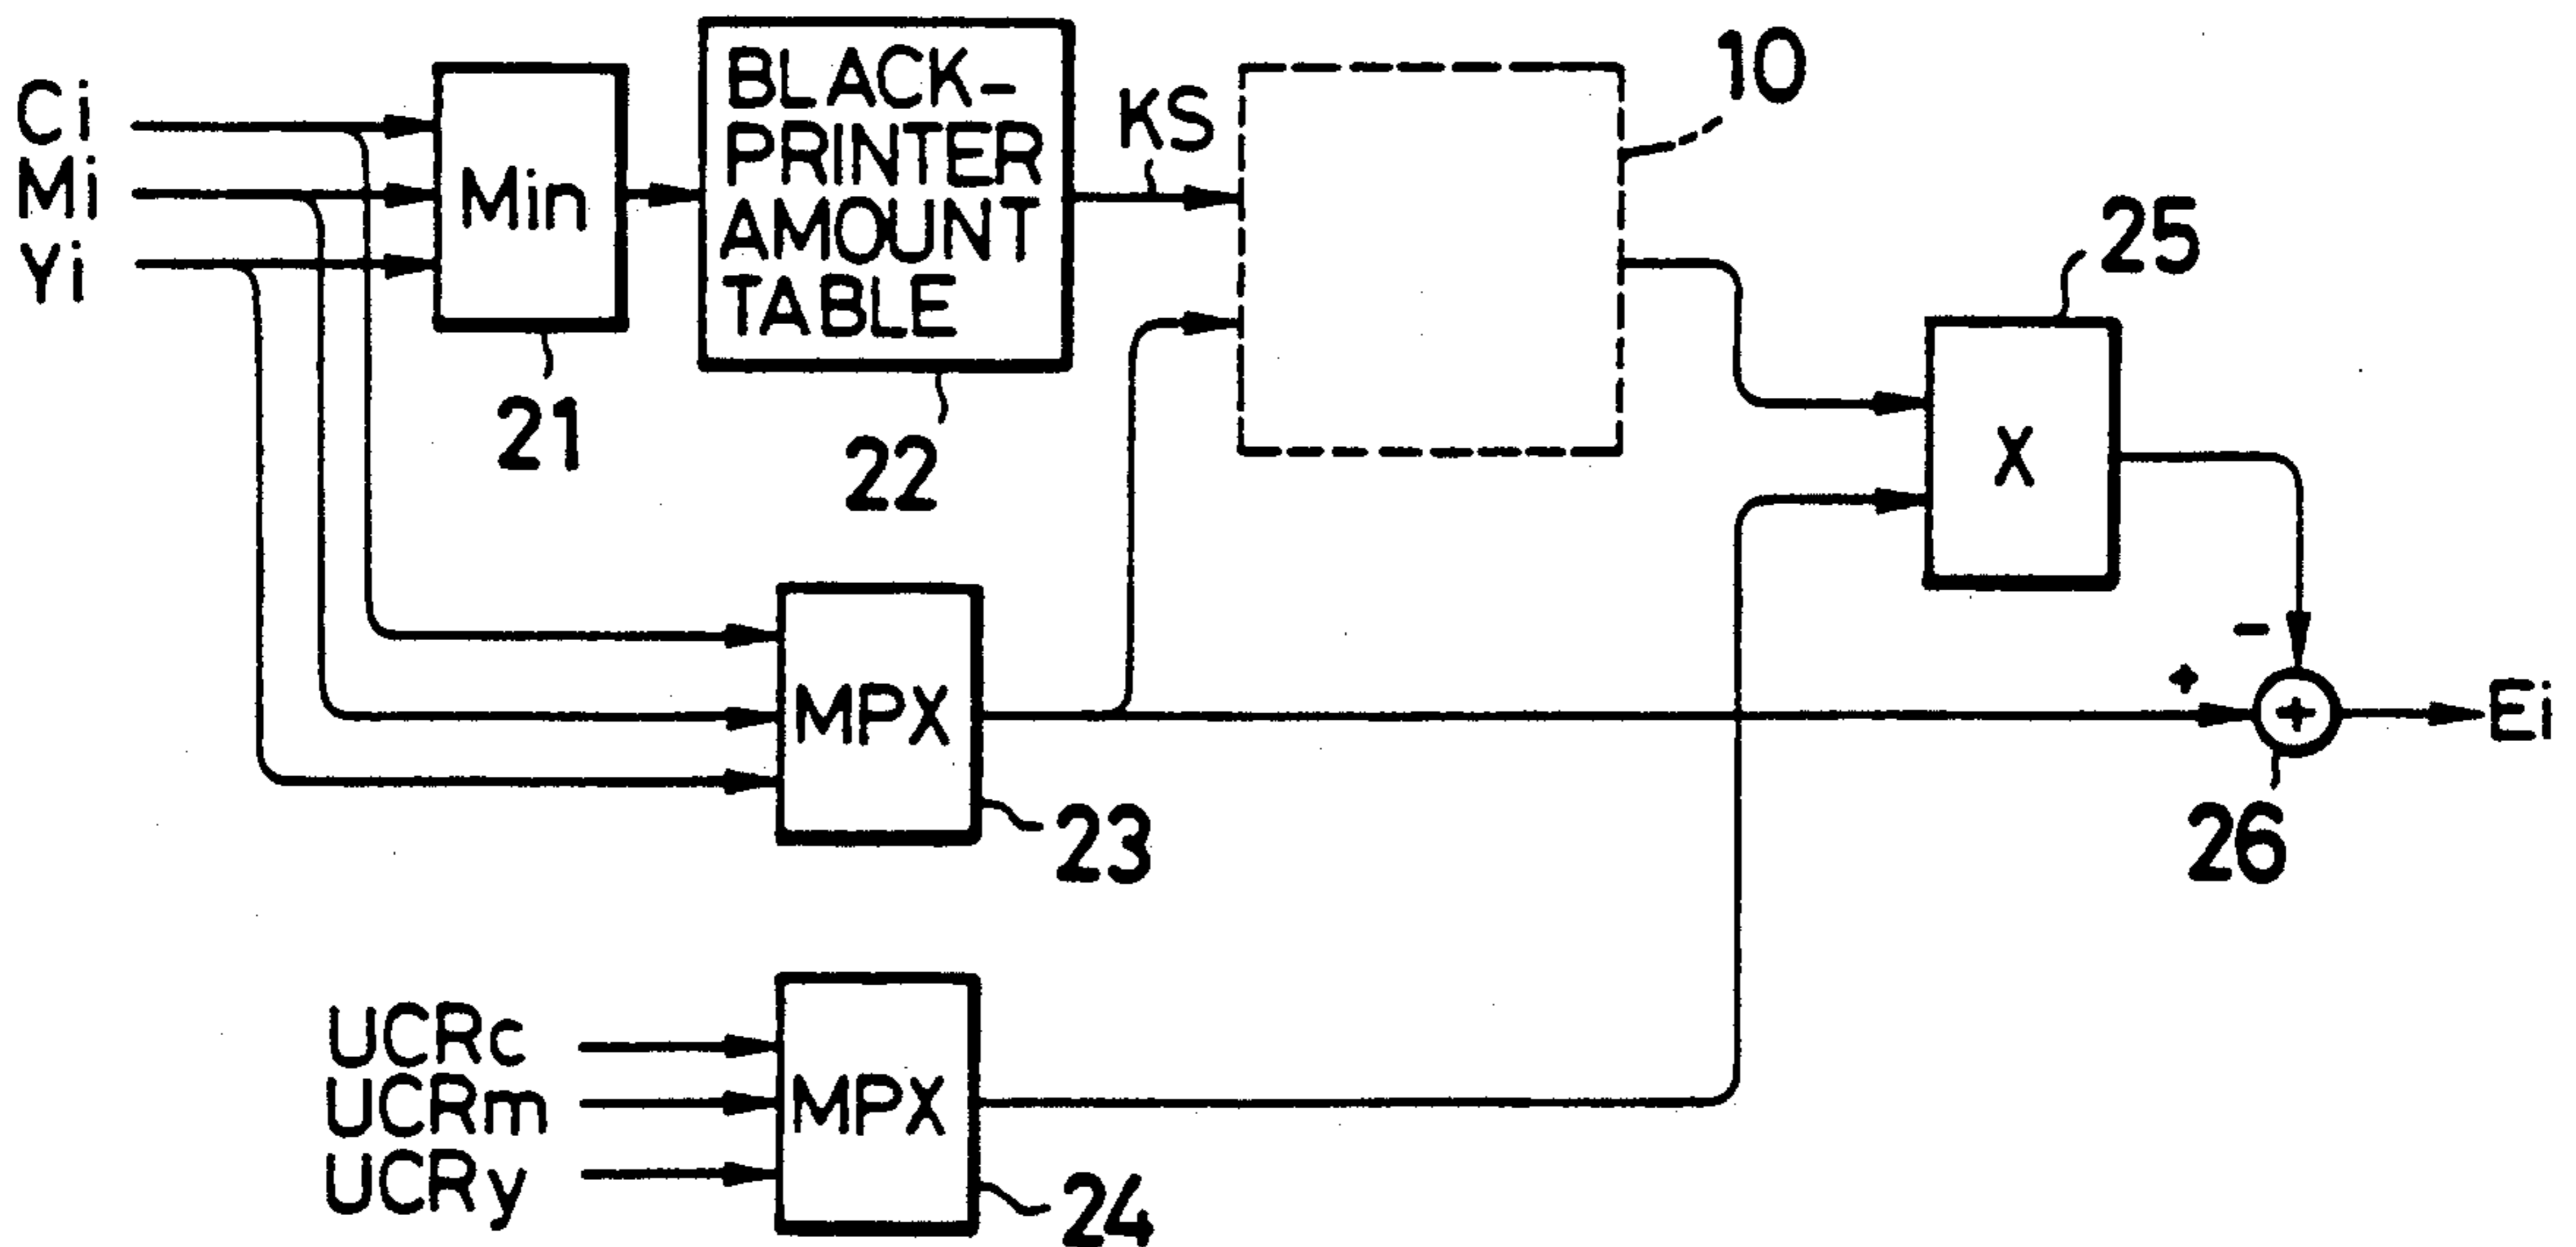 Ci
Mi
Yi
Min
21
BLACK-
PRINTER
AMOUNT
TABLE
22
KS
10
25
X
MPX
23
-
+
+
Ei
26
UCRc
UCRm
UCRy
MPX
24